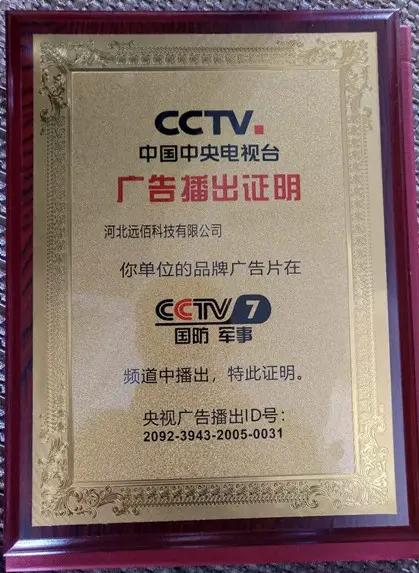 CCTV.
中国中央电视台
广告播出证明
河北远佰科技有限公司
你单位的品牌广告片在
CCTV 7
国防 军事
频道中播出，特此证明。
央视广告播出ID号：
2092-3943-2005-0031